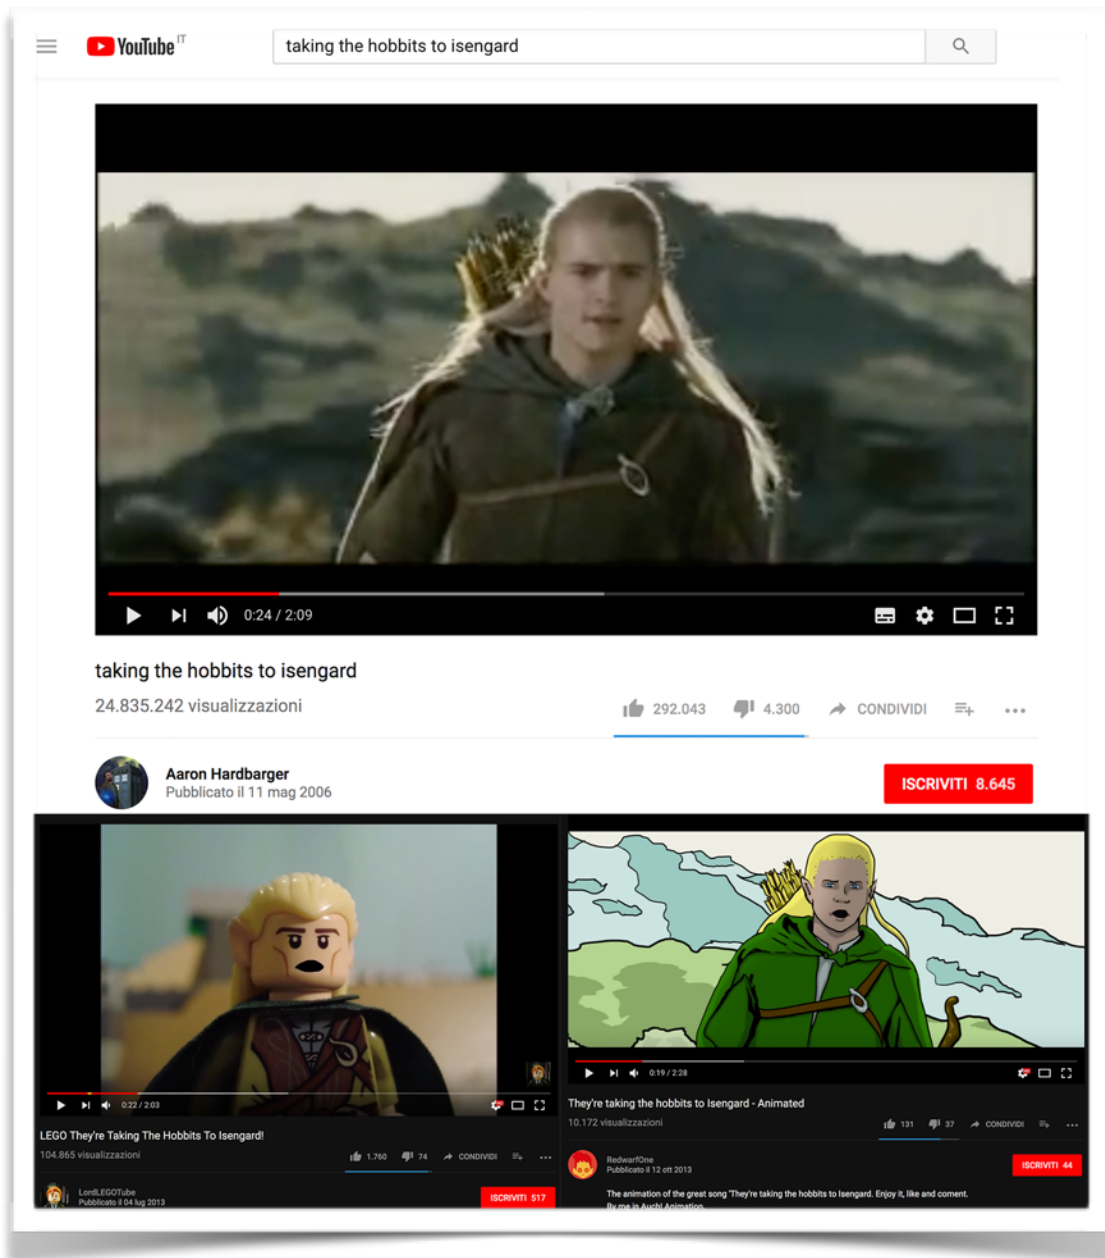 YouTube IT
taking the hobbits to isengard
0:24 / 2:09
taking the hobbits to isengard
24.835.242 visualizzazioni
292.043
4.300
CONDIVIDI
Aaron Hardbarger
Pubblicato il 11 mag 2006
ISCRIVITI 8.645
0:22 / 2:03
LEGO They're Taking The Hobbits To Isengard!
104.865 visualizzazioni
1.760
74
CONDIVIDI
LordLEGOTube
Pubblicato il 04 lug 2013
ISCRIVITI 517
0:19 / 2:28
They're taking the hobbits to Isengard - Animated
10.172 visualizzazioni
131
37
CONDIVIDI
RedwarfOne
Pubblicato il 12 ott 2013
ISCRIVITI 44
The animation of the great song "They're taking the hobbits to Isengard. Enjoy it, like and coment.
By me in Auch! Animation.